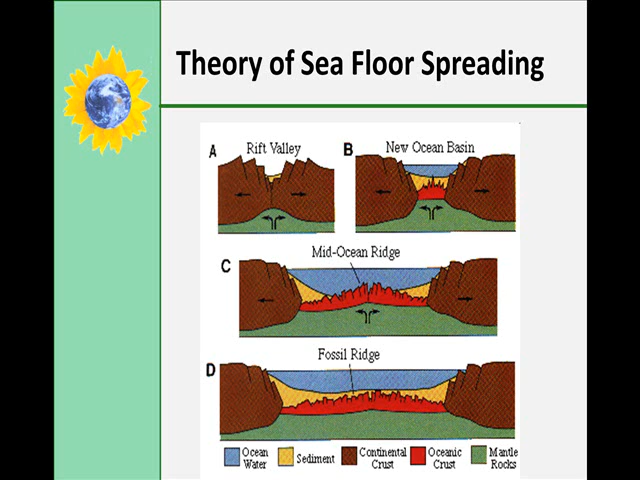 Theory of Sea Floor Spreading
A
Rift Valley
B
New Ocean Basin
C
Mid-Ocean Ridge
D
Fossil Ridge
Ocean
Water
Sediment
Continental
Crust
Oceanic
Crust
Mantle
Rocks